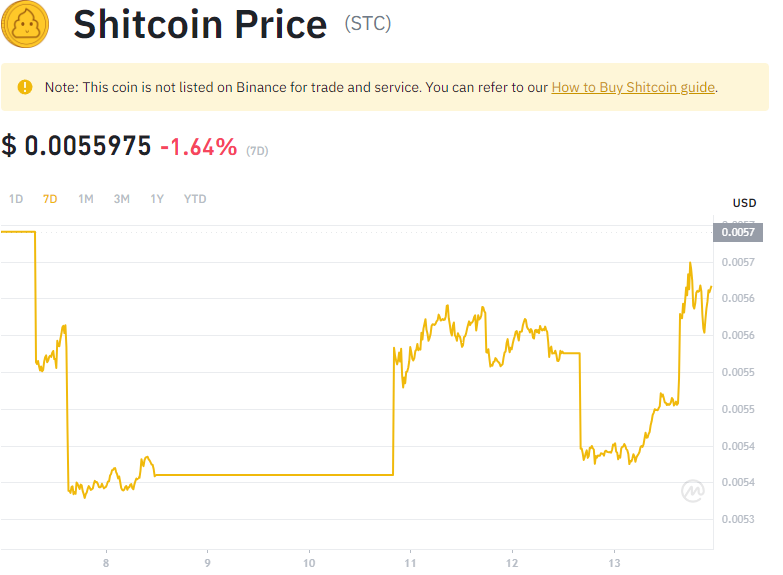 Shitcoin Price (STC)
Note: This coin is not listed on Binance for trade and service. You can refer to our How to Buy Shitcoin guide.
$ 0.0055975 -1.64% (7D)
1D 7D 1M 3M 1Y YTD
USD
0.0057
0.0057
0.0056
0.0056
0.0055
0.0055
0.0054
0.0054
0.0053
8 9 10 11 12 13